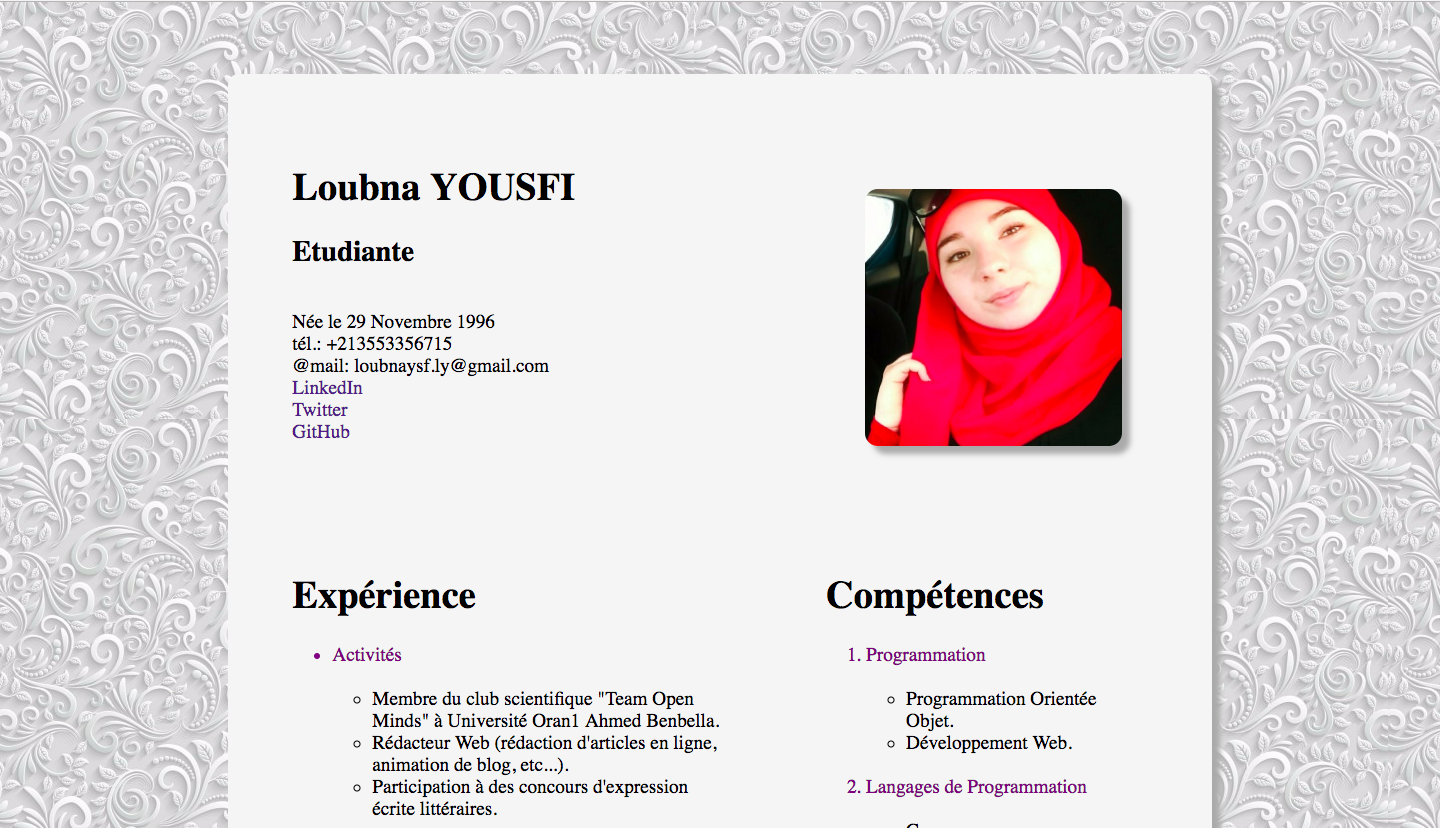 Loubna YOUSFI
Etudiante
Née le 29 Novembre 1996
tél.: +213553356715
@mail: loubnaysf.ly@gmail.com
LinkedIn
Twitter
GitHub
Expérience
Activités
Membre du club scientifique "Team Open
Minds" à Université Oran1 Ahmed Benbella.
Rédacteur Web (rédaction d'articles en ligne,
animation de blog, etc...).
Participation à des concours d'expression
écrite littéraires.
Compétences
1. Programmation
Programmation Orientée
Objet.
Développement Web.
2. Langages de Programmation